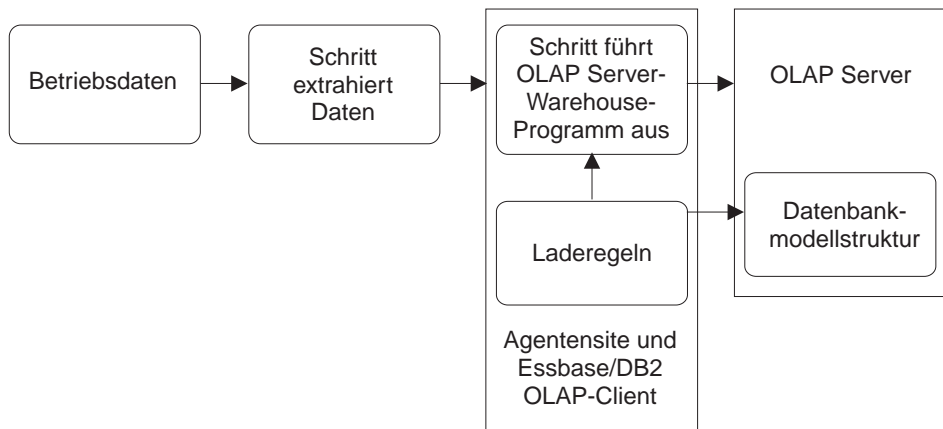 Betriebsdaten
Schritt
extrahiert
Daten
Schritt führt
OLAP Server-
Warehouse-
Programm aus
OLAP Server
Laderegeln
Datenbank-
modellstruktur
Agentensite und
Essbase/DB2
OLAP-Client